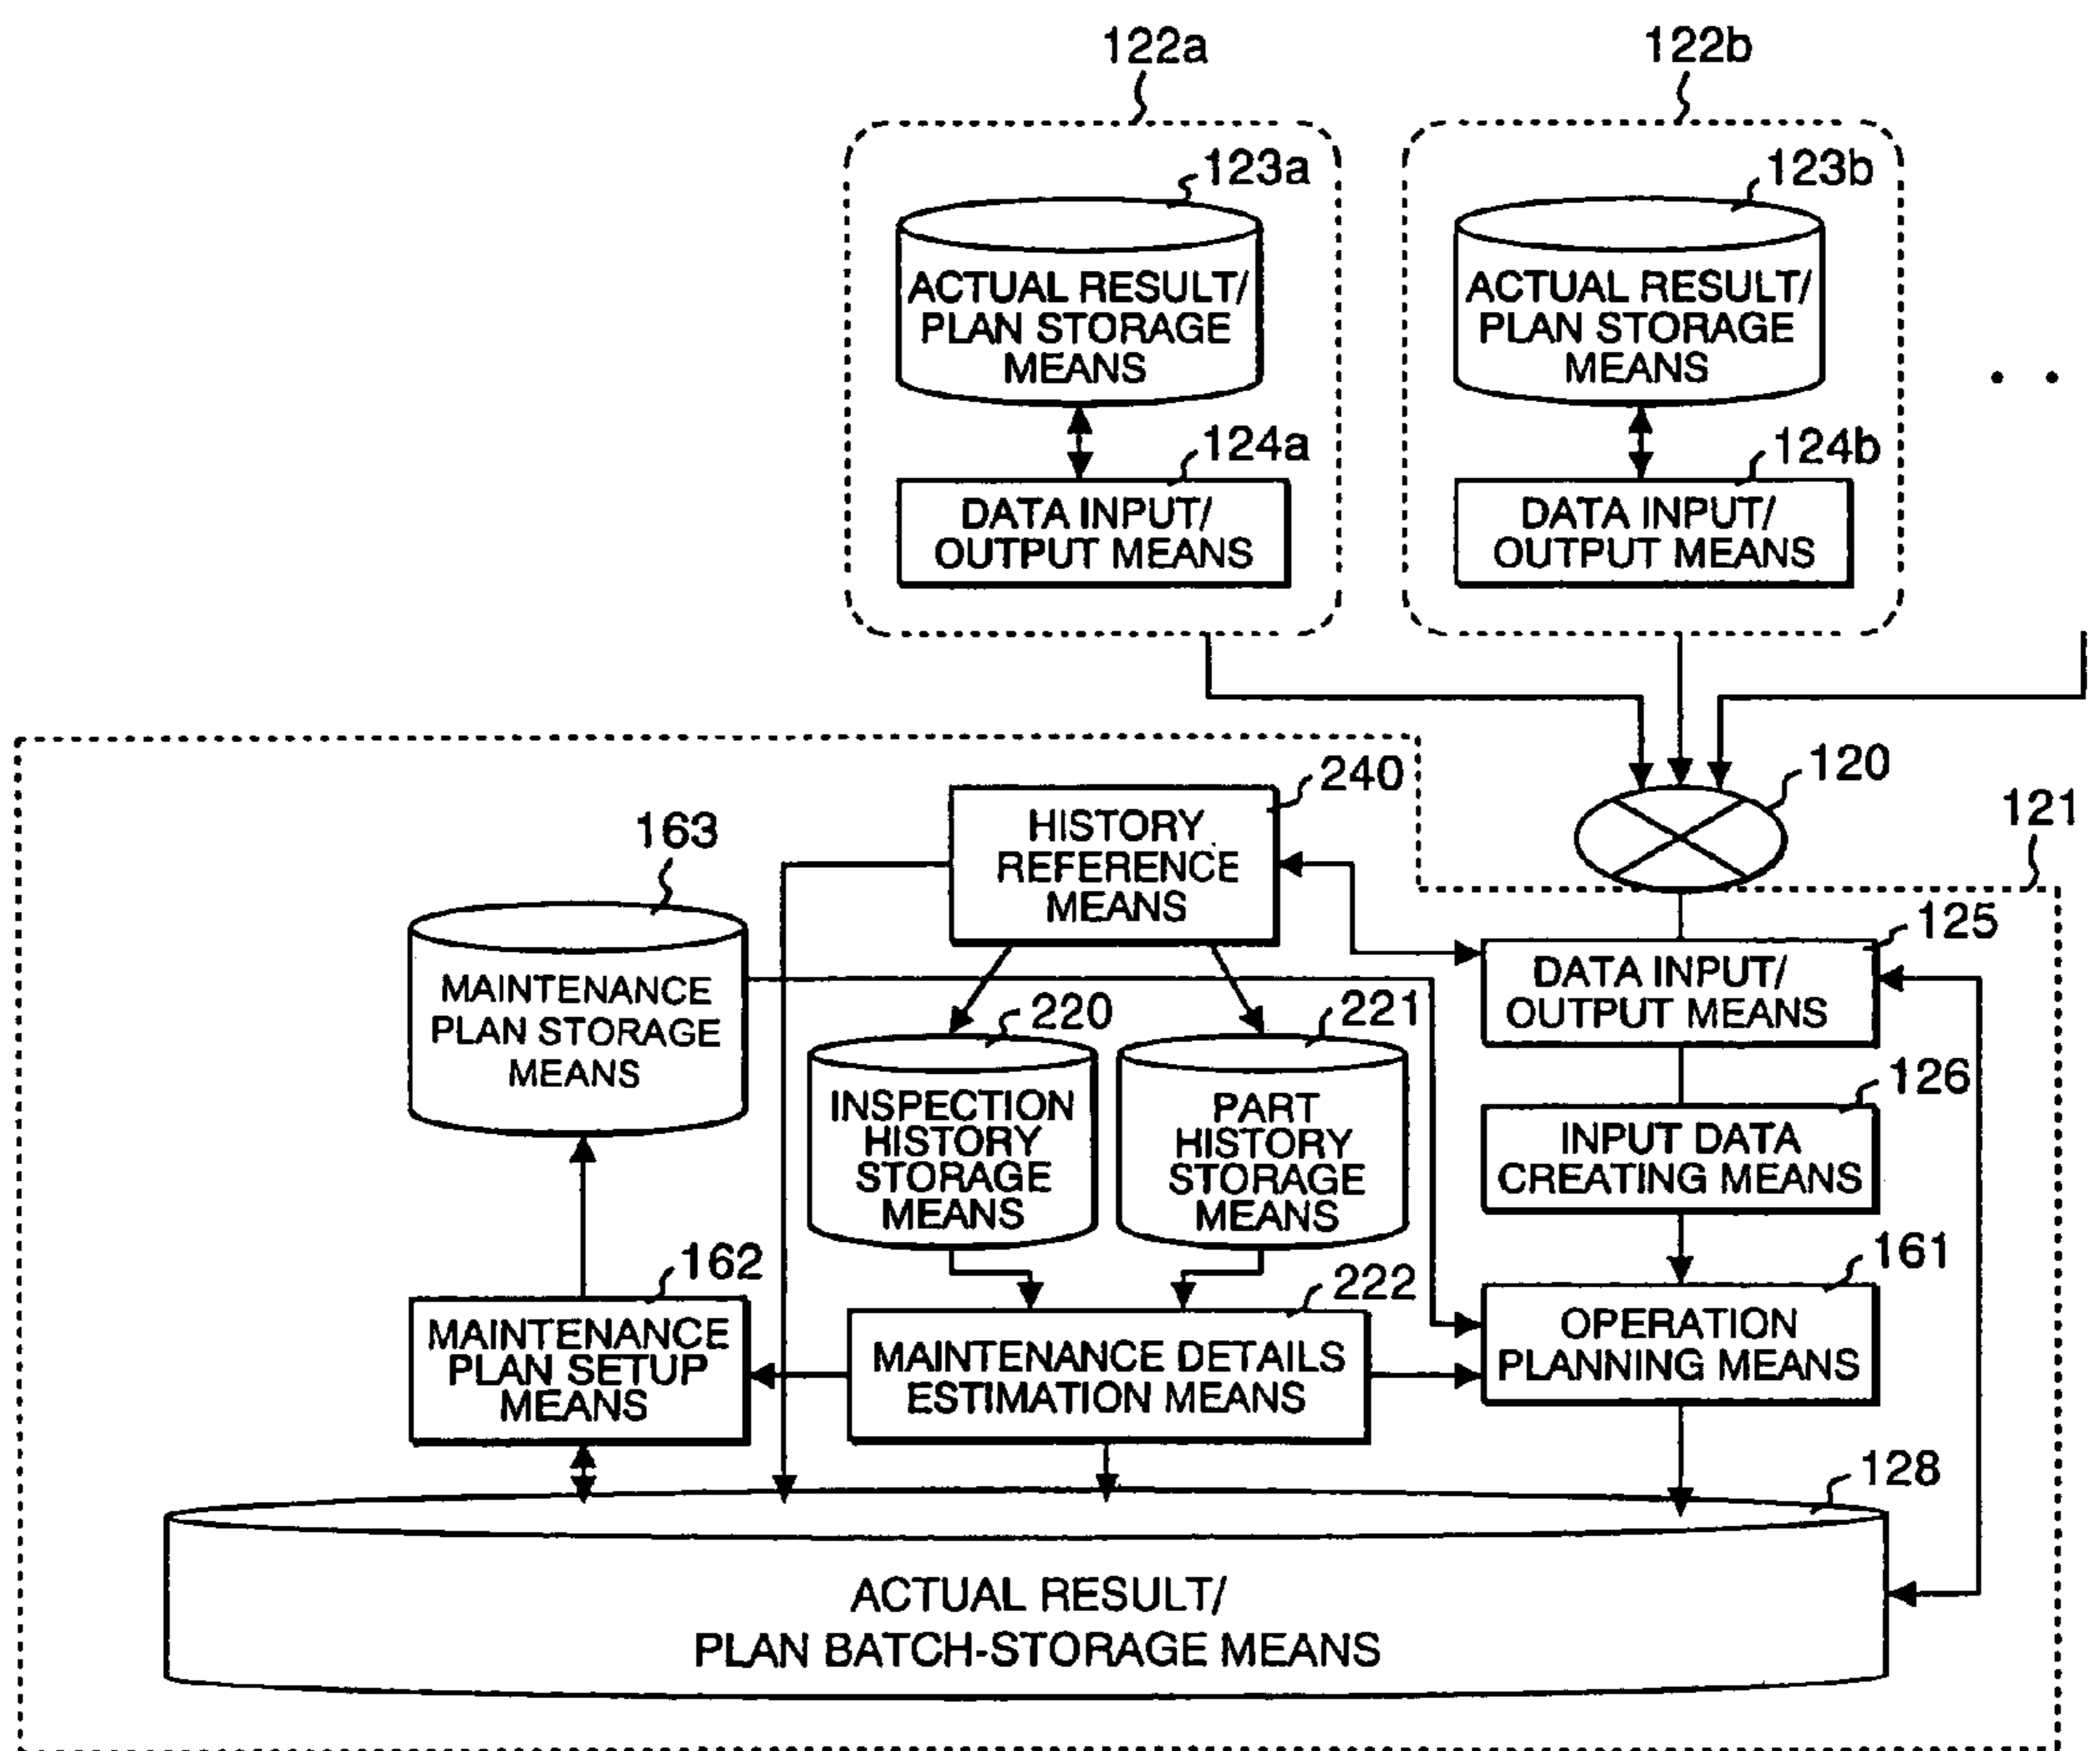 122a
122b
123a
123b
ACTUAL RESULT/
PLAN STORAGE
MEANS
ACTUAL RESULT/
PLAN STORAGE
MEANS
. .
124a
124b
DATA INPUT/
OUTPUT MEANS
DATA INPUT/
OUTPUT MEANS
240
120
121
163
HISTORY
REFERENCE
MEANS
125
DATA INPUT/
OUTPUT MEANS
MAINTENANCE
PLAN STORAGE
MEANS
220
221
126
INSPECTION
HISTORY
STORAGE
MEANS
PART
HISTORY
STORAGE
MEANS
INPUT DATA
CREATING MEANS
162
222
161
MAINTENANCE
PLAN SETUP
MEANS
MAINTENANCE DETAILS
ESTIMATION MEANS
OPERATION
PLANNING MEANS
128
ACTUAL RESULT/
PLAN BATCH-STORAGE MEANS